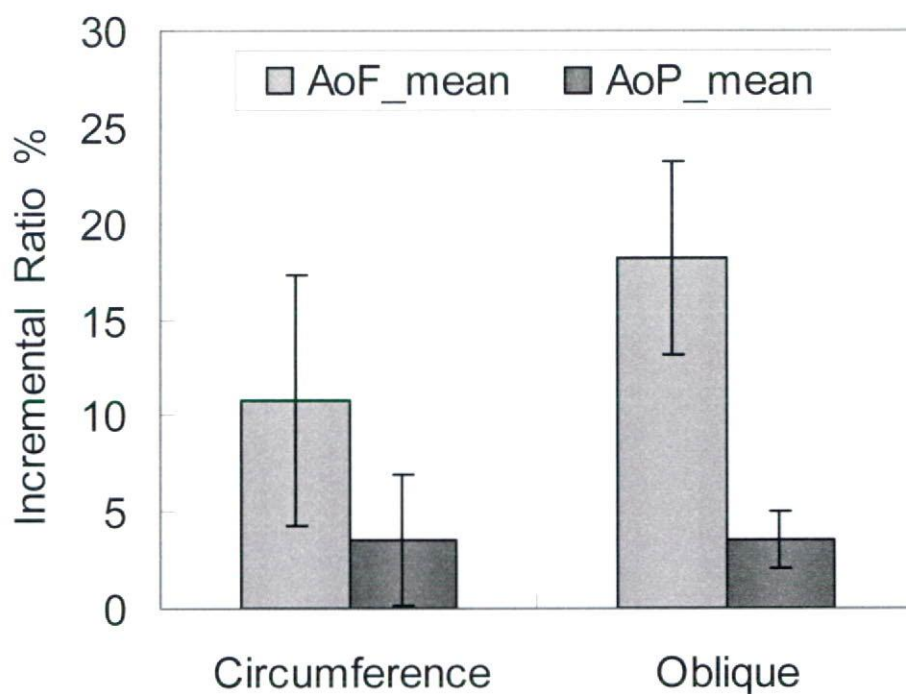 30
AoF_mean AoP_mean
25
20
15
10
5
0
Incremental Ratio %
Circumference Oblique